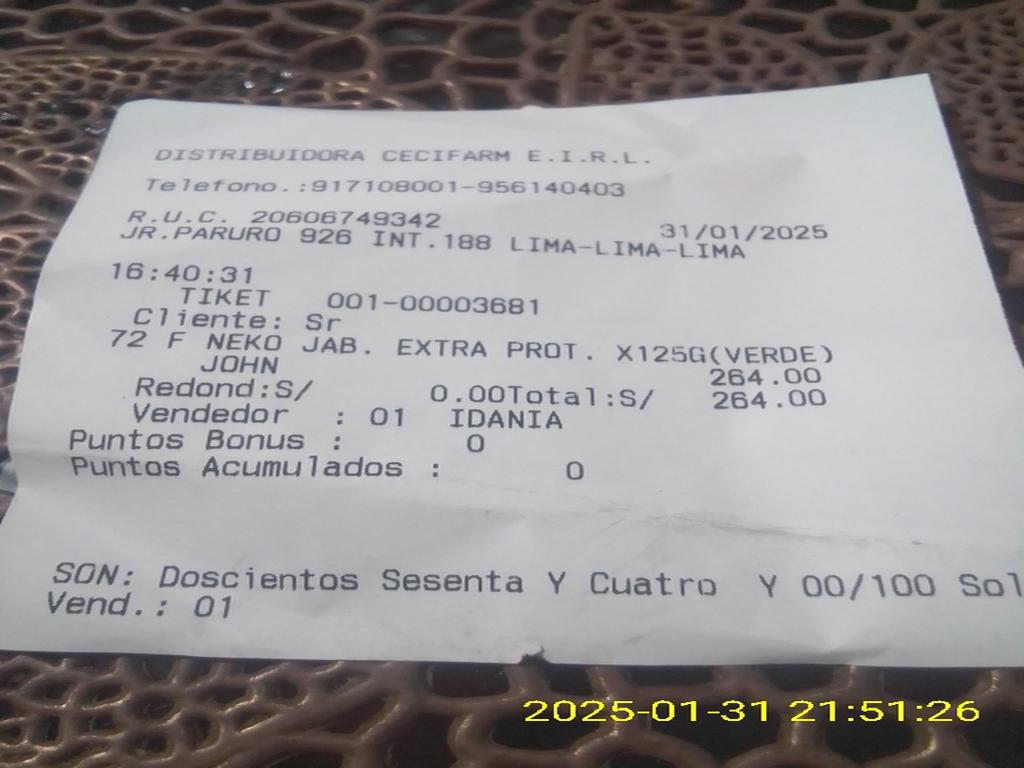 DISTRIBUIDORA CECIFARM E.I.R.L.
Telefono.:917108001-956140403
R.U.C. 20606749342 31/01/2025
JR.PARURO 926 INT.188 LIMA-LIMA-LIMA
16:40:31
TIKET 001-00003681
Cliente: Sr
72 F NEKO JAB. EXTRA PROT. X125G(VERDE)
JOHN 264.00
Redond:S/ 0.00Total:S/ 264.00
Vendedor : 01 IDANIA
Puntos Bonus : 0
Puntos Acumulados : 0
SON: Doscientos Sesenta Y Cuatro Y 00/100 Sol
Vend.: 01
2025-01-31 21:51:26